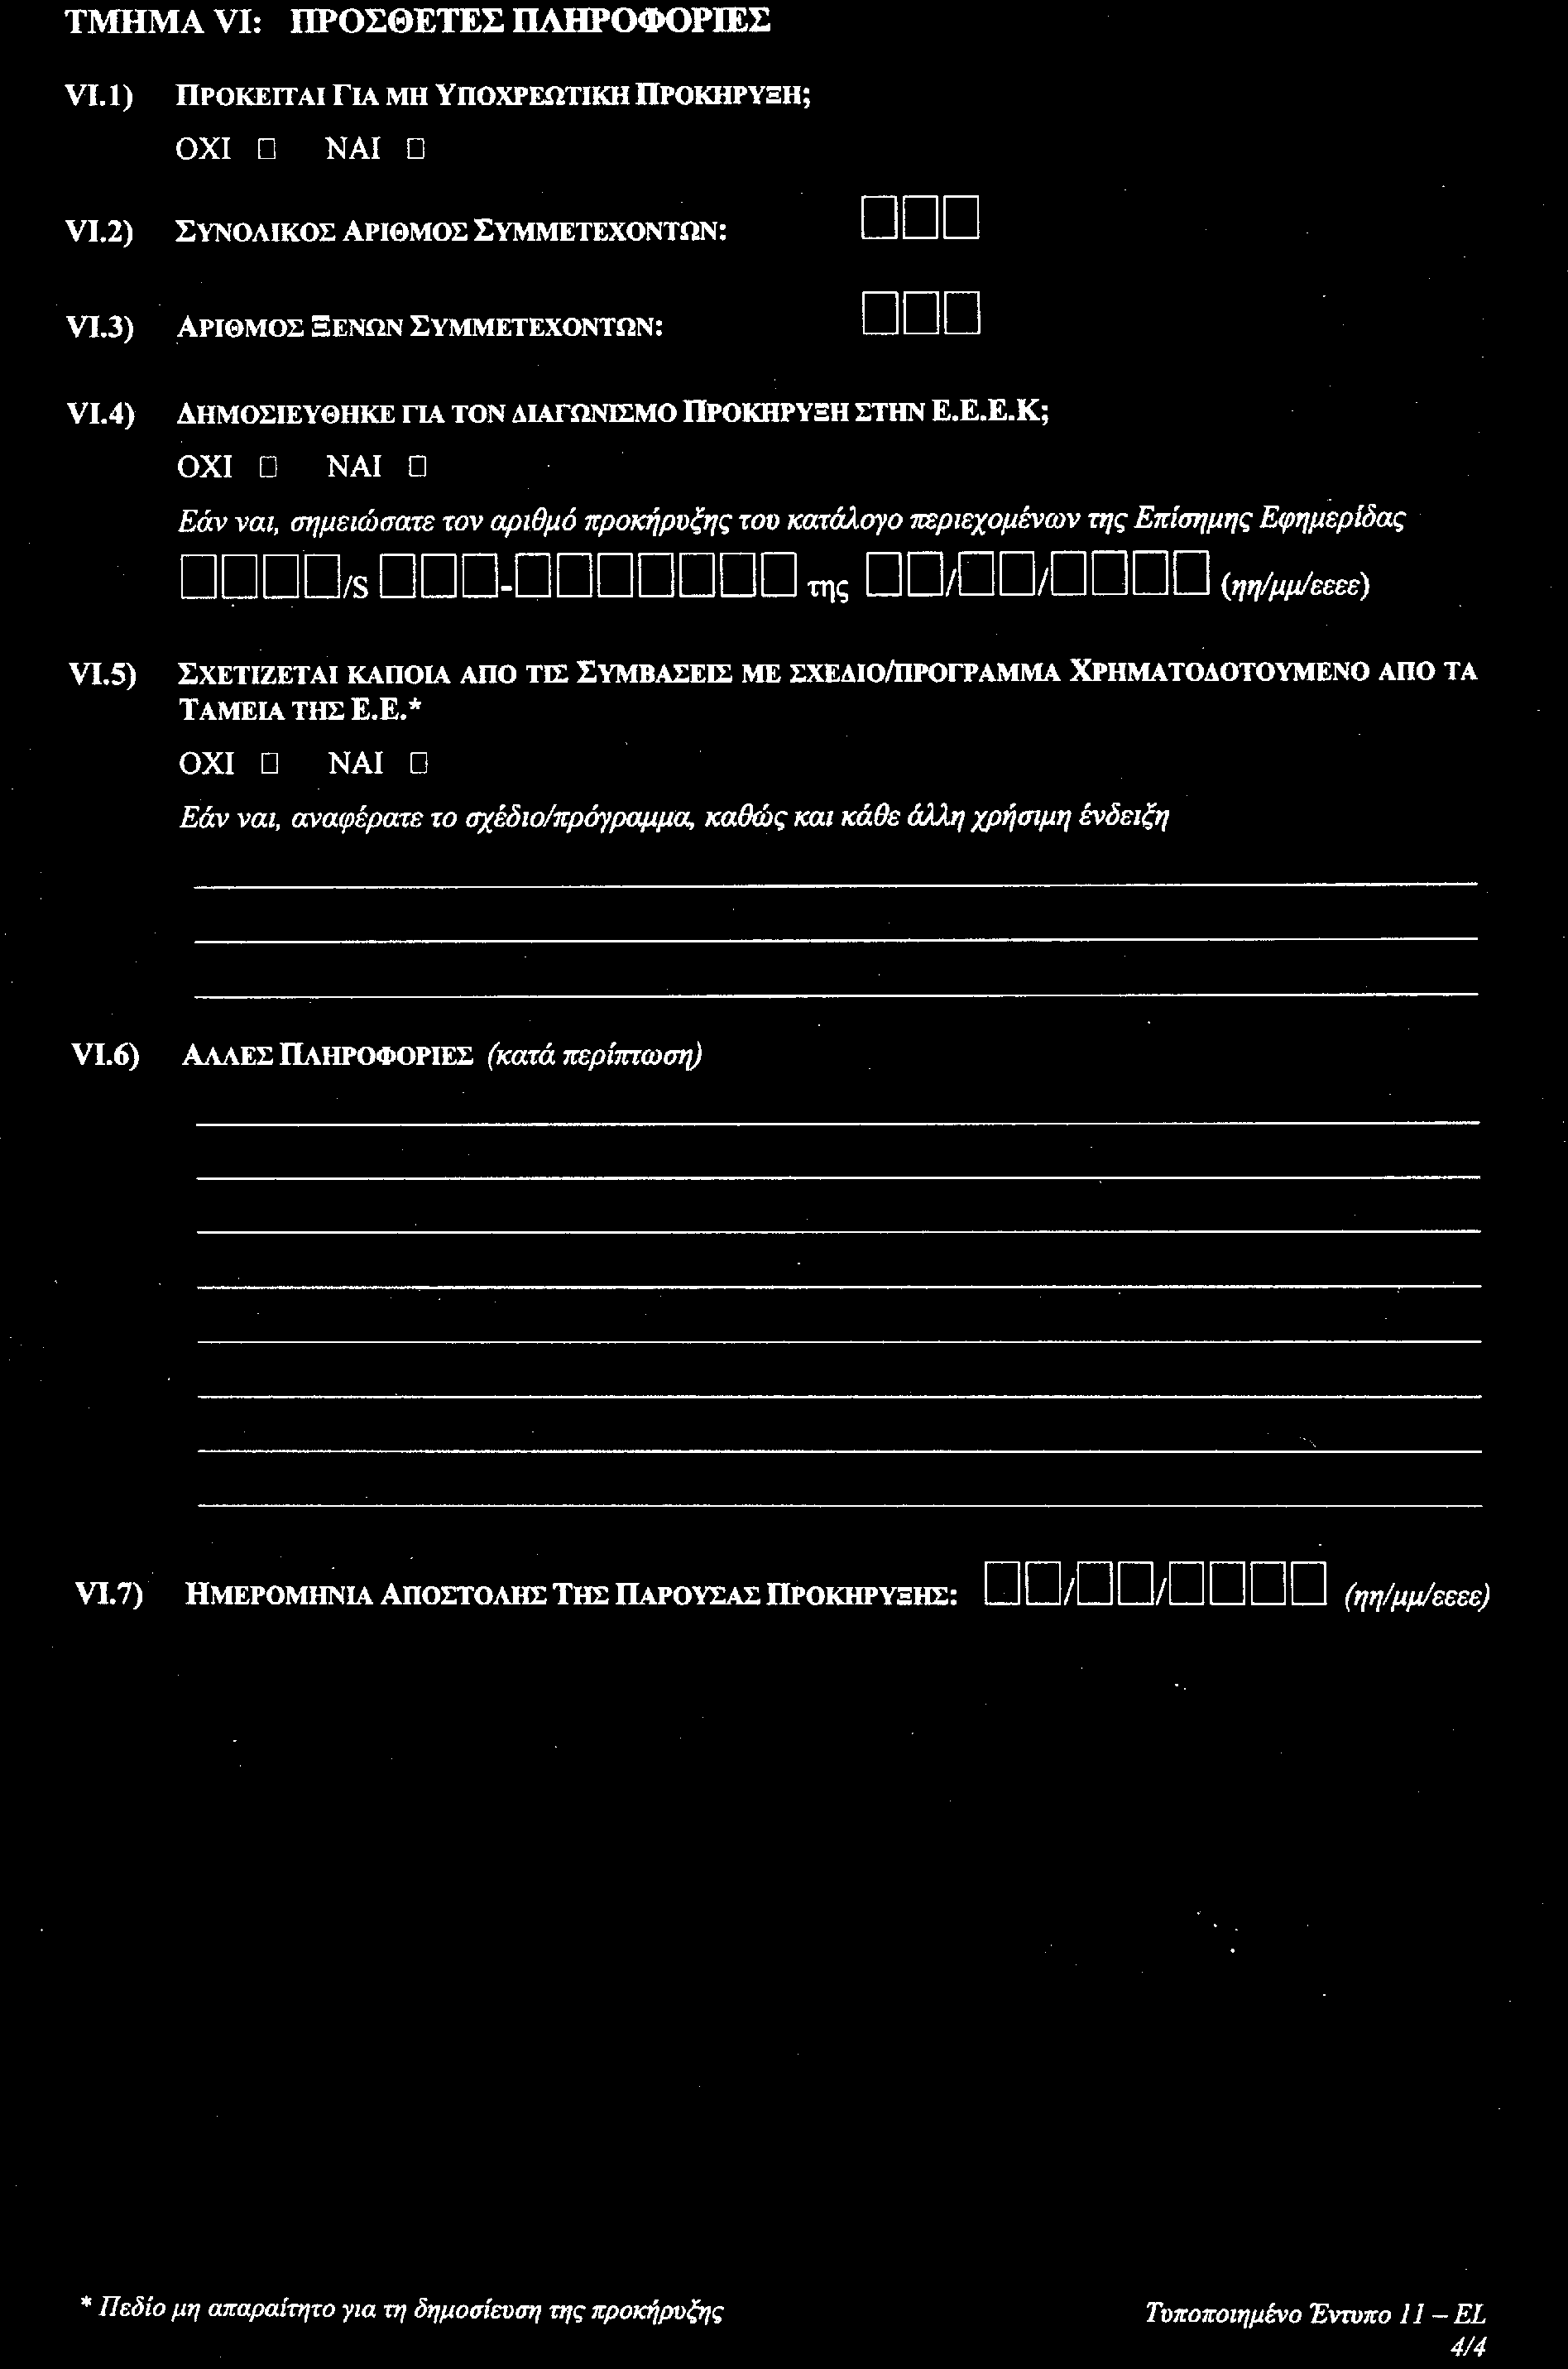 ΤΜΗΜΑ VI: ΠΡΟΣΘΕΤΕΣ ΠΛΗΡΟΦΟΡΙΕΣ
VI.1) ΠΡΟΚΕΙΤΑΙ ΓΙΑ ΜΗ ΥΠΟΧΡΕΩΤΙΚΗ ΠΡΟΚΗΡΥΞΗ;
ΟΧΙ □ ΝΑΙ □
VI.2) ΣΥΝΟΛΙΚΟΣ ΑΡΙΘΜΟΣ ΣΥΜΜΕΤΕΧΟΝΤΩΝ: □□□
VI.3) ΑΡΙΘΜΟΣ ΞΕΝΩΝ ΣΥΜΜΕΤΕΧΟΝΤΩΝ: □□□
VI.4) ΔΗΜΟΣΙΕΥΘΗΚΕ ΓΙΑ ΤΟΝ ΔΙΑΓΩΝΙΣΜΟ ΠΡΟΚΗΡΥΞΗ ΣΤΗΝ Ε.Ε.Ε.Κ;
ΟΧΙ □ ΝΑΙ □
Εάν ναι, σημειώσατε τον αριθμό προκήρυξης του κατάλογο περιεχομένων της Επίσημης Εφημερίδας
□□□□/S □□□-□□□□□□□ της □□/□□/□□□□ (ηη/μμ/εεεε)
VI.5) ΣΧΕΤΙΖΕΤΑΙ ΚΑΠΟΙΑ ΑΠΟ ΤΙΣ ΣΥΜΒΑΣΕΙΣ ΜΕ ΣΧΕΔΙΟ/ΠΡΟΓΡΑΜΜΑ ΧΡΗΜΑΤΟΔΟΤΟΥΜΕΝΟ ΑΠΟ ΤΑ
ΤΑΜΕΙΑ ΤΗΣ Ε.Ε.*
ΟΧΙ □ ΝΑΙ □
Εάν ναι, αναφέρατε το σχέδιο/πρόγραμμα, καθώς και κάθε άλλη χρήσιμη ένδειξη
VI.6) ΑΛΛΕΣ ΠΛΗΡΟΦΟΡΙΕΣ (κατά περίπτωση)
VI.7) ΗΜΕΡΟΜΗΝΙΑ ΑΠΟΣΤΟΛΗΣ ΤΗΣ ΠΑΡΟΥΣΑΣ ΠΡΟΚΗΡΥΞΗΣ: □□/□□/□□□□ (ηη/μμ/εεεε)
* Πεδίο μη απαραίτητο για τη δημοσίευση της προκήρυξης
Τυποποιημένο Έντυπο 11 – EL
4/4